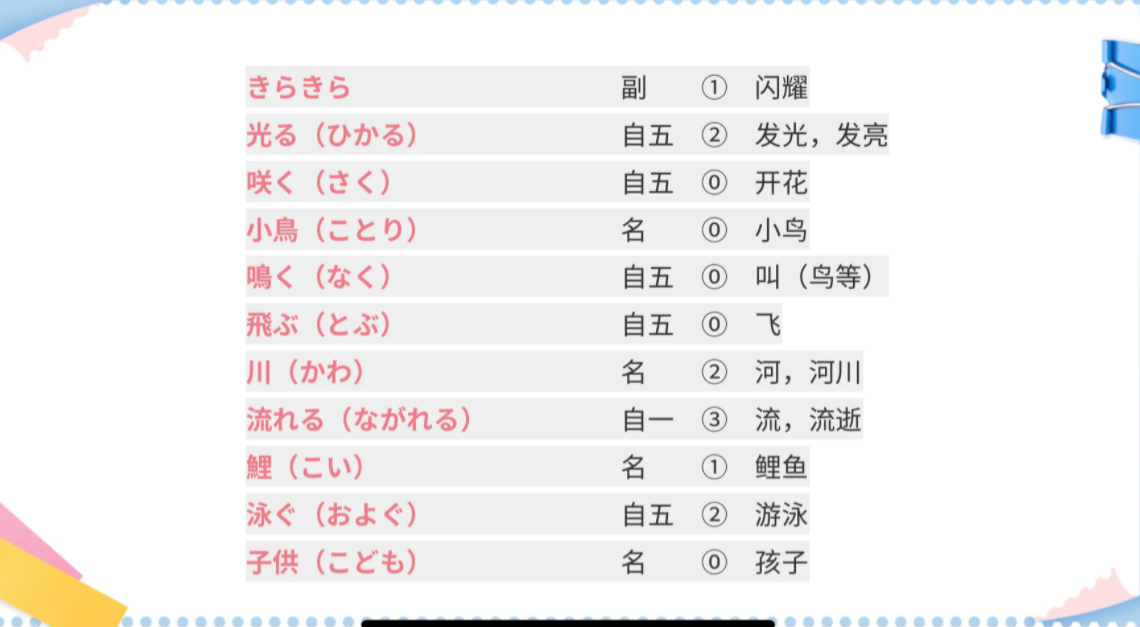 きらきら 副 ① 闪耀
光る（ひかる） 自五 ② 发光，发亮
咲く（さく） 自五 ⓪ 开花
小鳥（ことり） 名 ⓪ 小鸟
鳴く（なく） 自五 ⓪ 叫（鸟等）
飛ぶ（とぶ） 自五 ⓪ 飞
川（かわ） 名 ② 河，河川
流れる（ながれる） 自一 ③ 流，流逝
鯉（こい） 名 ① 鲤鱼
泳ぐ（およぐ） 自五 ② 游泳
子供（こども） 名 ⓪ 孩子